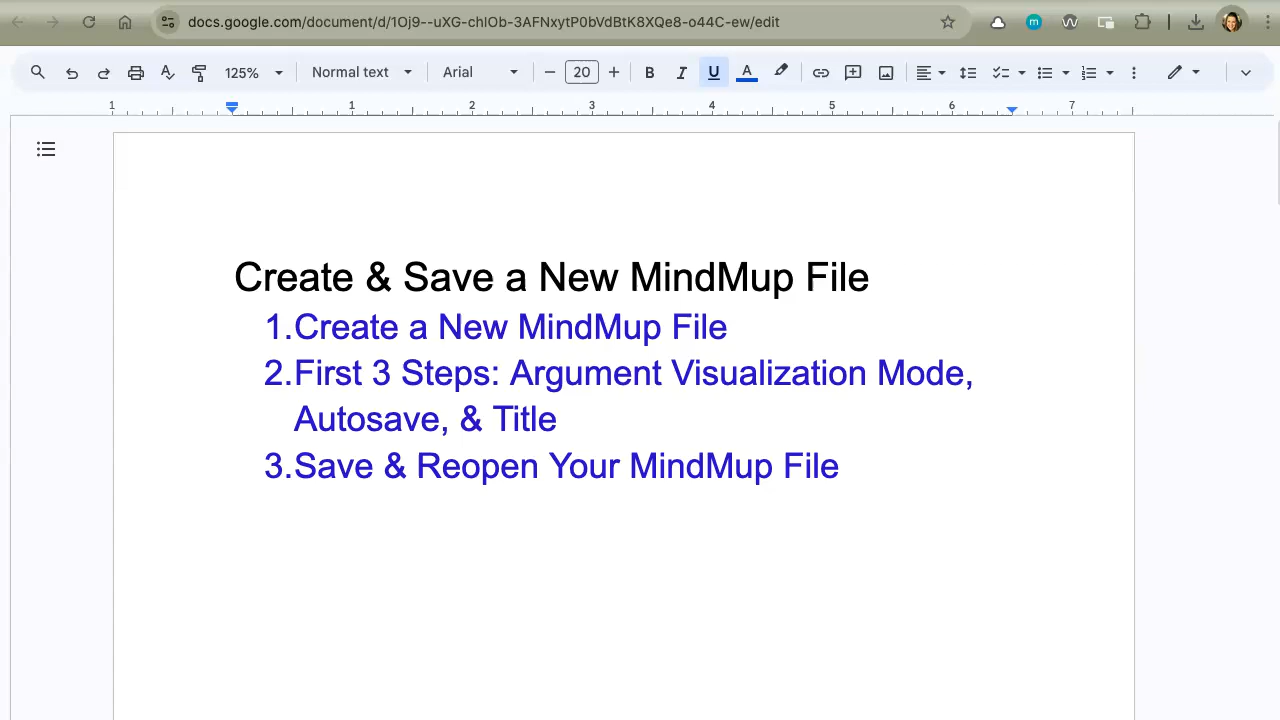 docs.google.com/document/d/1Oj9--uXG-chlOb-3AFNxytP0bVdBtK8XQe8-o44C-ew/edit
125% Normal text Arial 20 B I U A
1 1 2 3 4 5 6 7
Create & Save a New MindMup File
1.Create a New MindMup File
2.First 3 Steps: Argument Visualization Mode,
Autosave, & Title
3.Save & Reopen Your MindMup File